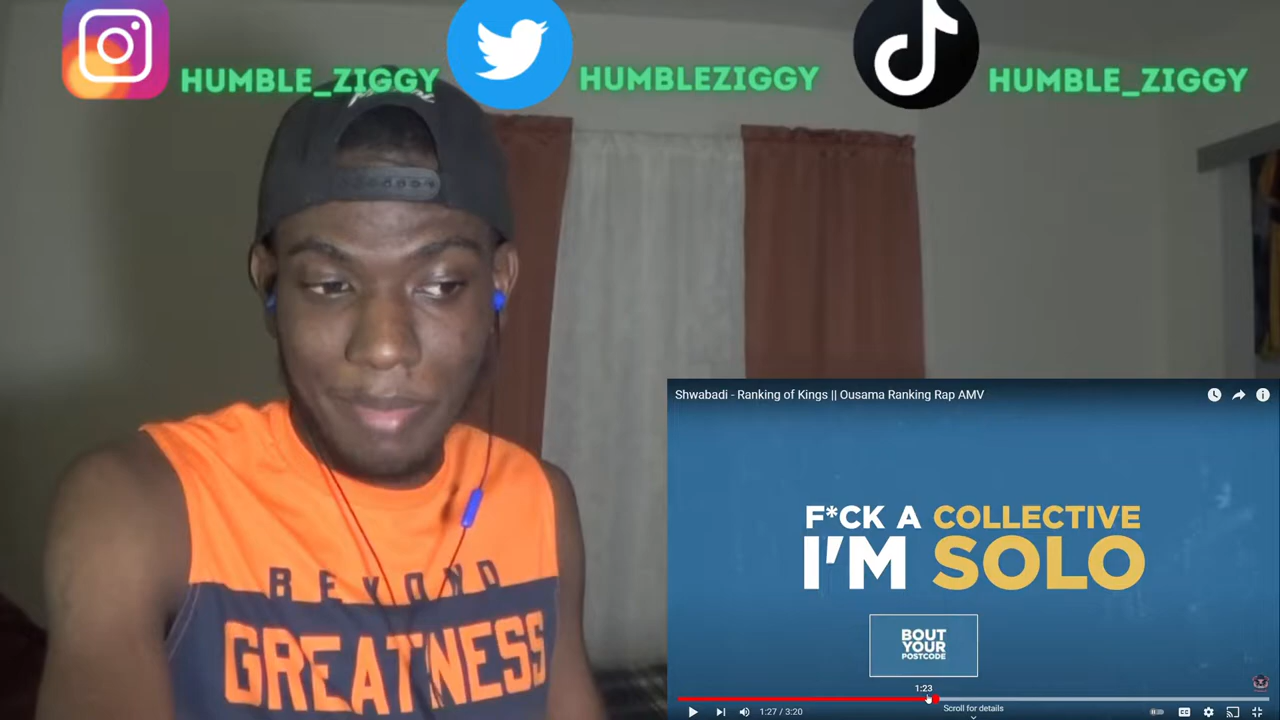 HUMBLE_ZIGGY
HUMBLEZIGGY
HUMBLE_ZIGGY
BEYOND
GREATNESS
Shwabadi - Ranking of Kings || Ousama Ranking Rap AMV
F*CK A COLLECTIVE
I'M SOLO
BOUT
YOUR
POSTCODE
1:23
1:27 / 3:20
Scroll for details
CC